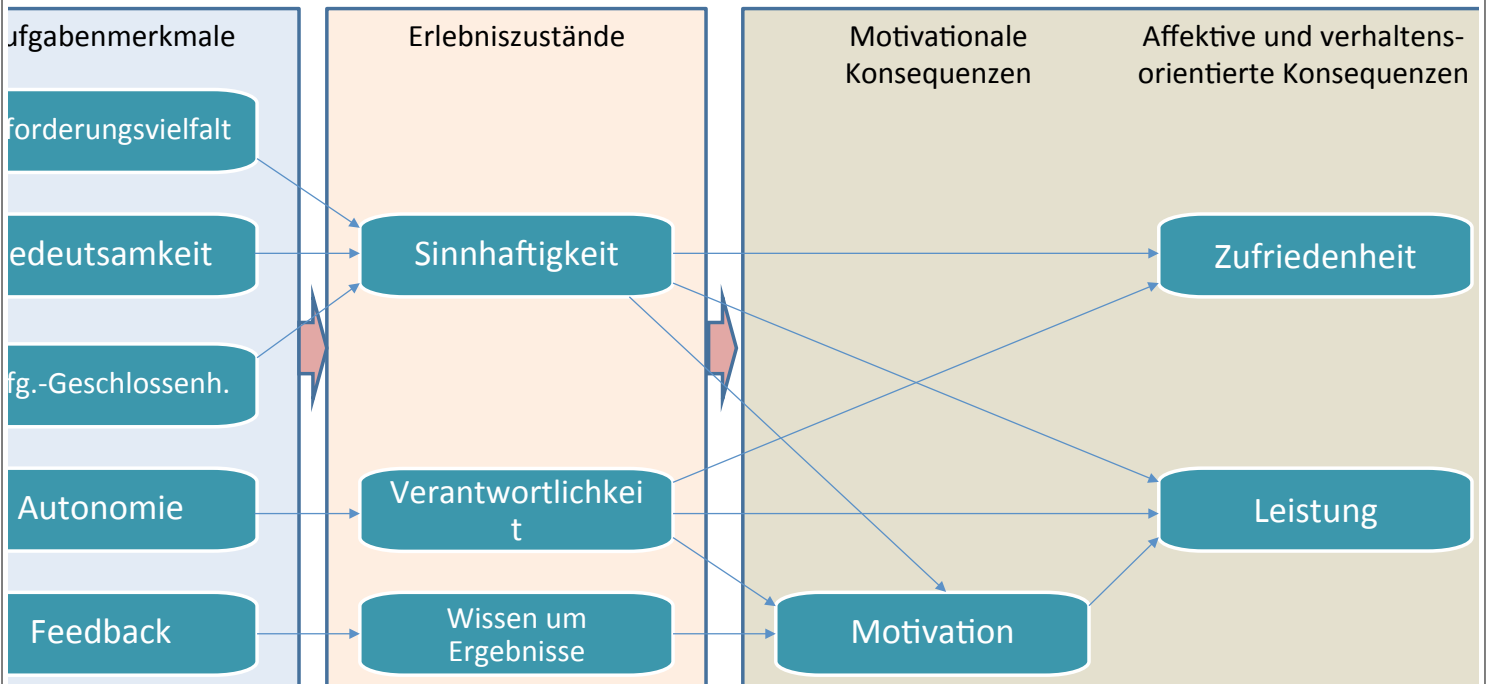 ufgabenmerkmale
forderungsvielfalt
edeutsamkeit
fg.-Geschlossenh.
Autonomie
Feedback
Erlebniszustände
Sinnhaftigkeit
Verantwortlichkei
t
Wissen um
Ergebnisse
Motivationale
Konsequenzen
Motivation
Affektive und verhaltens-
orientierte Konsequenzen
Zufriedenheit
Leistung